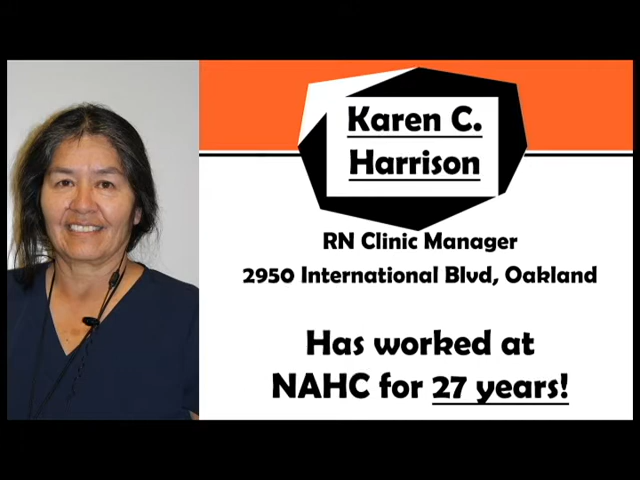 Karen C.
Harrison
RN Clinic Manager
2950 International Blvd, Oakland
Has worked at
NAHC for 27 years!